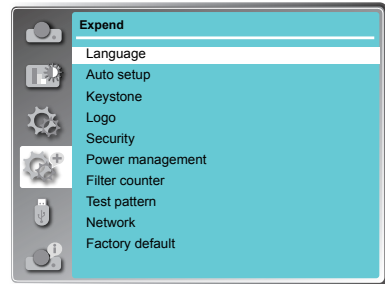 Expend
Language
Auto setup
Keystone
Logo
Security
Power management
Filter counter
Test pattern
Network
Factory default